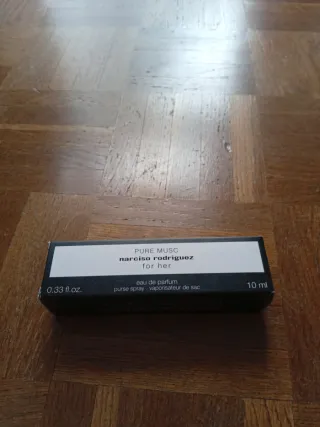 PURE MUSC
narciso rodriguez
for her
eau de parfum
0.33 fl.oz. purse spray · vaporisateur de sac 10 ml